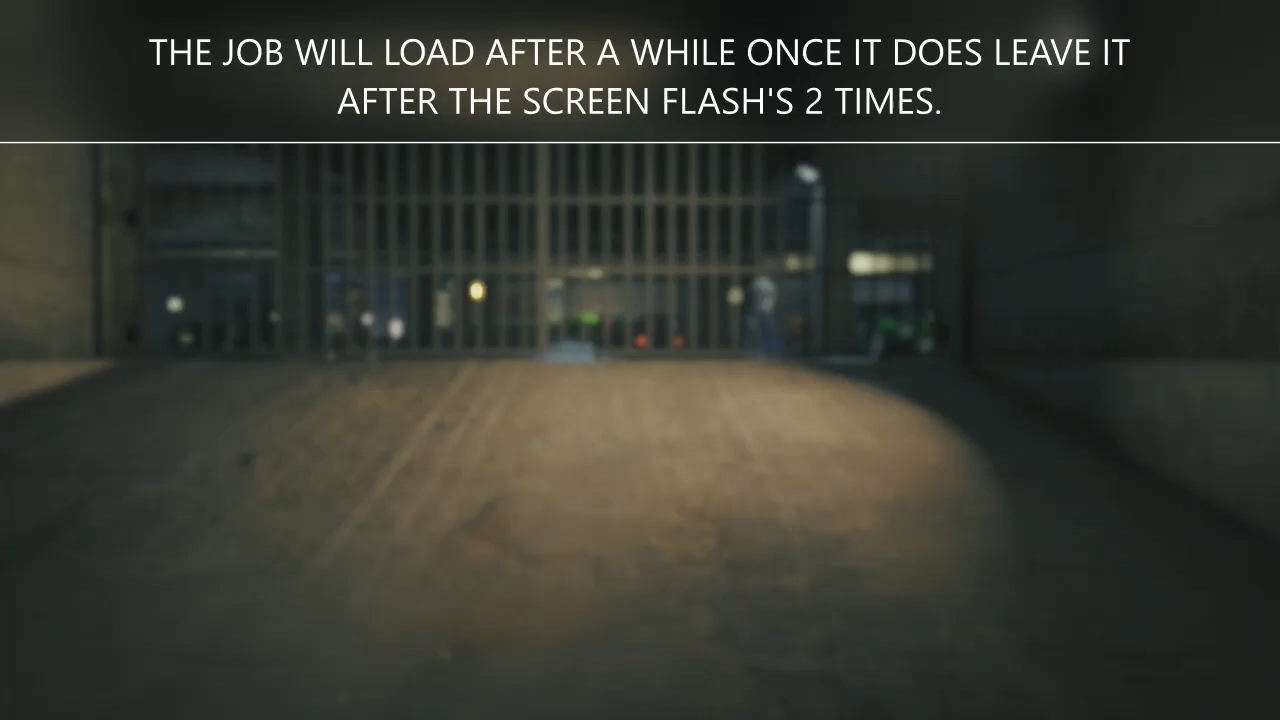 THE JOB WILL LOAD AFTER A WHILE ONCE IT DOES LEAVE IT
AFTER THE SCREEN FLASH'S 2 TIMES.